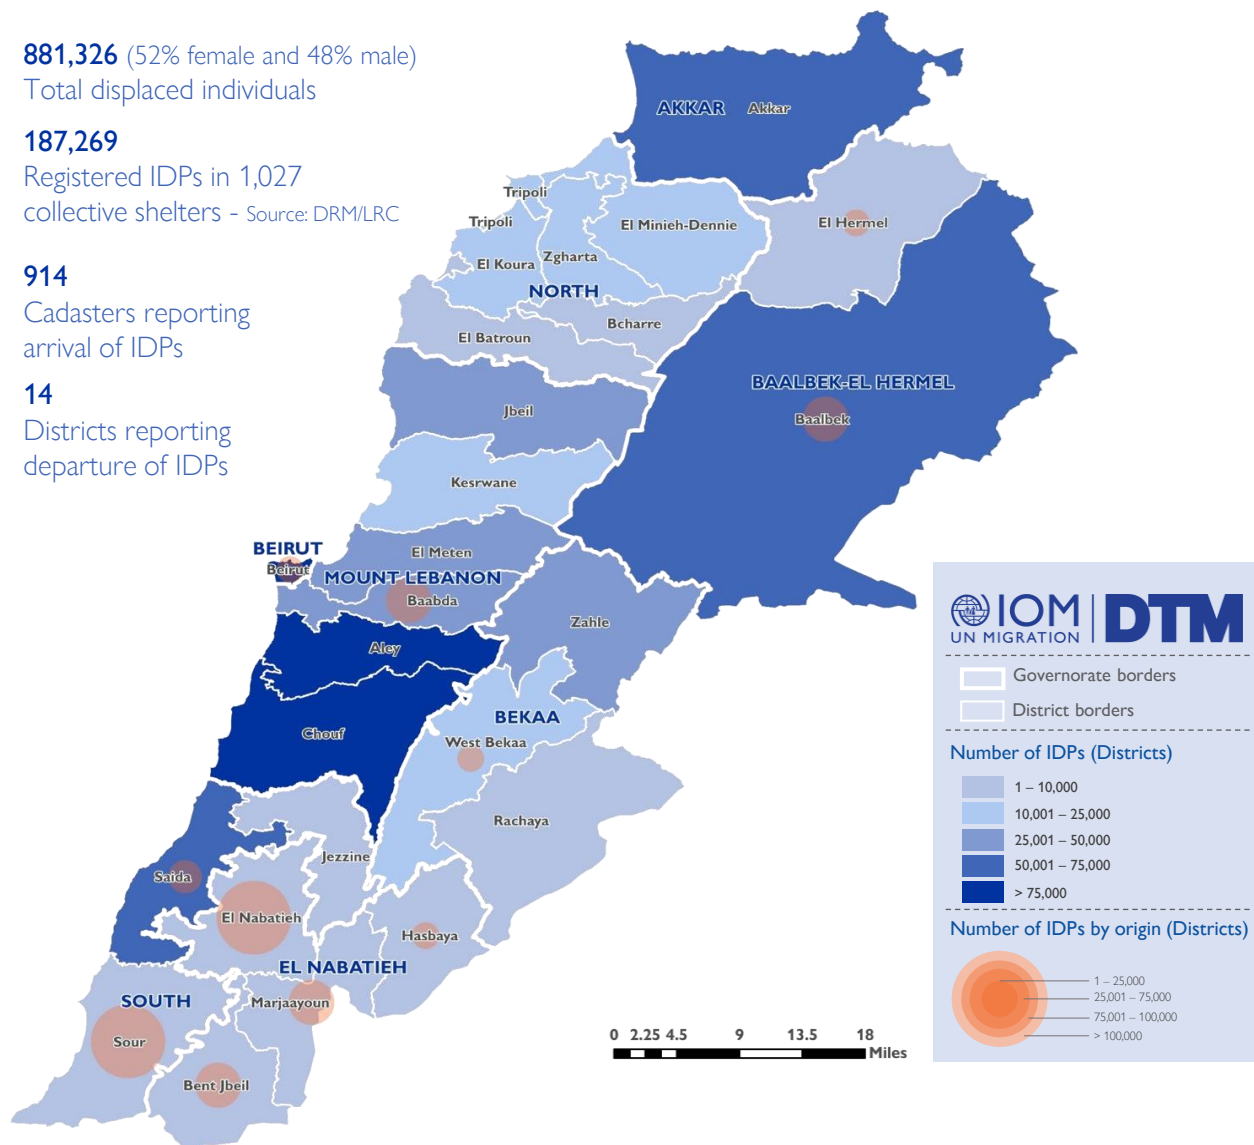 881,326 (52% female and 48% male)
Total displaced individuals
187,269
Registered IDPs in 1,027
collective shelters - Source: DRM/LRC
914
Cadasters reporting
arrival of IDPs
14
Districts reporting
departure of IDPs
AKKAR
Akkar
Tripoli
Tripoli
El Minieh-Dennie
El Hermel
El Koura
Zgharta
NORTH
Bcharre
El Batroun
BAALBEK-EL HERMEL
Baalbek
Jbeil
Kesrwane
BEIRUT
Beirut
El Meten
MOUNT LEBANON
Baabda
Zahle
Aley
Chouf
BEKAA
West Bekaa
Rachaya
Jezzine
Saida
El Nabatieh
Hasbaya
EL NABATIEH
SOUTH
Marjaayoun
Sour
Bent Jbeil
0 2.25 4.5 9 13.5 18
Miles
IOM
UN MIGRATION
DTM
Governorate borders
District borders
Number of IDPs (Districts)
1 – 10,000
10,001 – 25,000
25,001 – 50,000
50,001 – 75,000
> 75,000
Number of IDPs by origin (Districts)
1 – 25,000
25,001 – 75,000
75,001 – 100,000
> 100,000